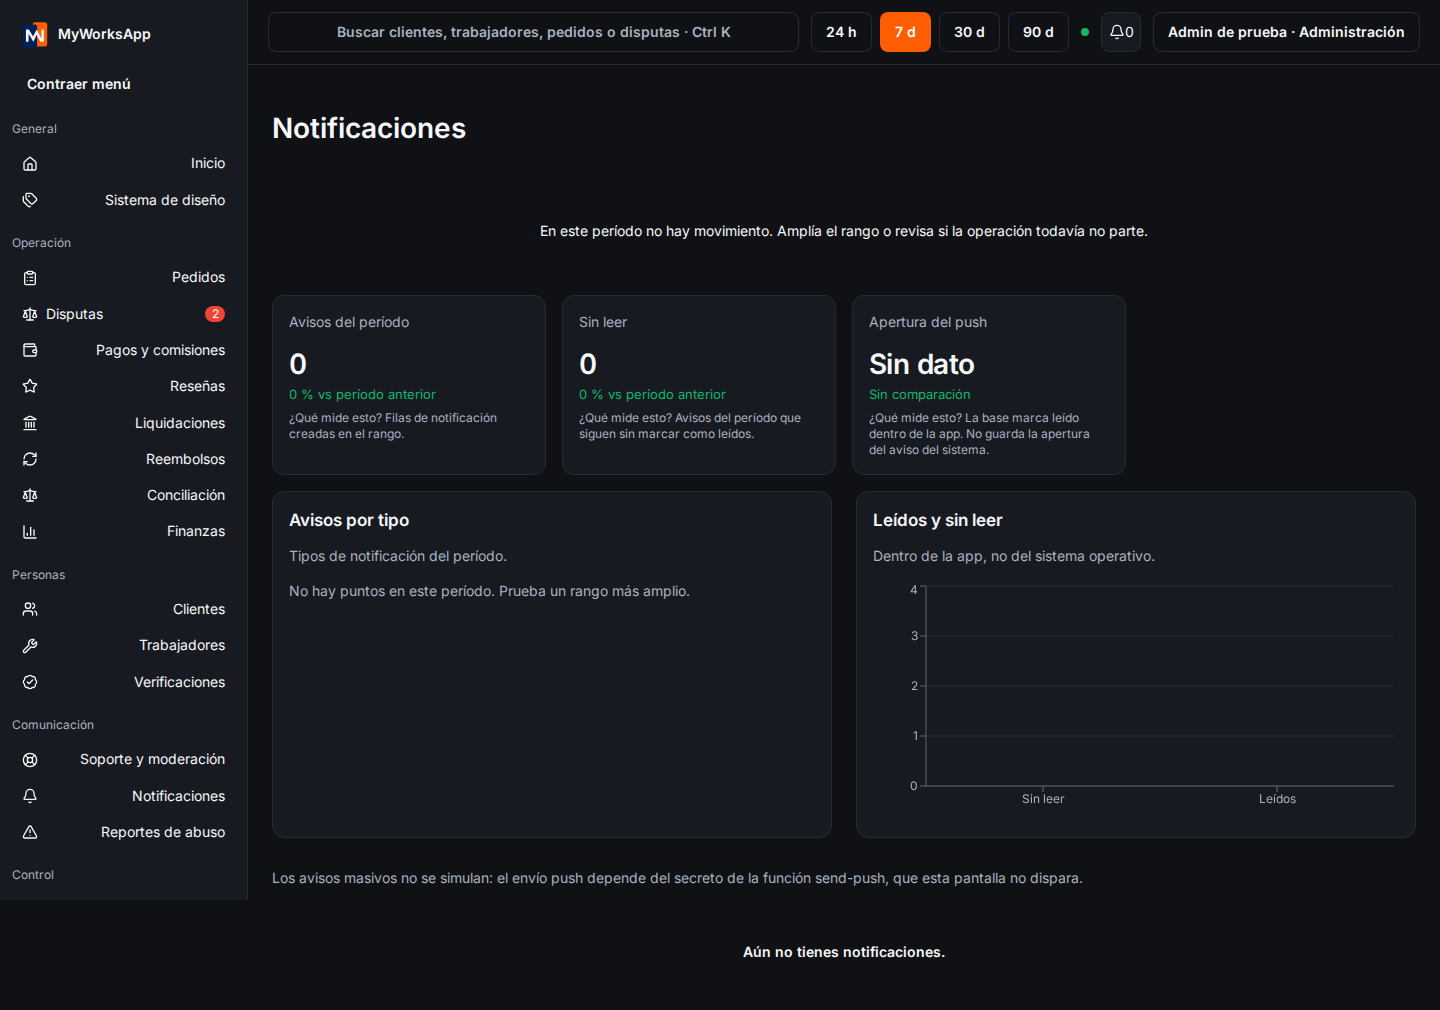 MyWorksApp
Contraer menú
General
Inicio
Sistema de diseño
Operación
Pedidos
Disputas 2
Pagos y comisiones
Reseñas
Liquidaciones
Reembolsos
Conciliación
Finanzas
Personas
Clientes
Trabajadores
Verificaciones
Comunicación
Soporte y moderación
Notificaciones
Reportes de abuso
Control
Buscar clientes, trabajadores, pedidos o disputas · Ctrl K
24 h
7 d
30 d
90 d
0
Admin de prueba · Administración
Notificaciones
En este período no hay movimiento. Amplía el rango o revisa si la operación todavía no parte.
Avisos del período
0
0 % vs período anterior
¿Qué mide esto? Filas de notificación
creadas en el rango.
Sin leer
0
0 % vs período anterior
¿Qué mide esto? Avisos del período que
siguen sin marcar como leídos.
Apertura del push
Sin dato
Sin comparación
¿Qué mide esto? La base marca leído
dentro de la app. No guarda la apertura
del aviso del sistema.
Avisos por tipo
Tipos de notificación del período.
No hay puntos en este período. Prueba un rango más amplio.
Leídos y sin leer
Dentro de la app, no del sistema operativo.
4
3
2
1
0
Sin leer
Leídos
Los avisos masivos no se simulan: el envío push depende del secreto de la función send-push, que esta pantalla no dispara.
Aún no tienes notificaciones.